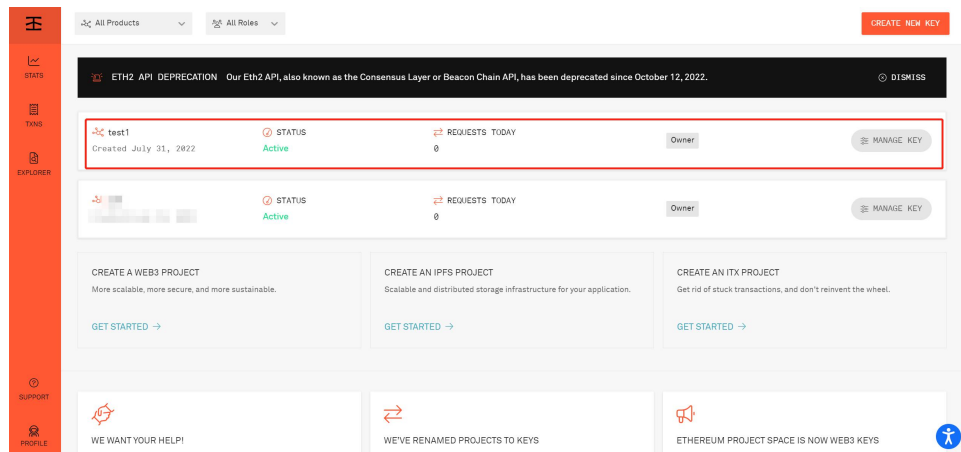 All Products
All Roles
CREATE NEW KEY
STATS
TXNS
EXPLORER
SUPPORT
PROFILE
ETH2 API DEPRECATION Our Eth2 API, also known as the Consensus Layer or Beacon Chain API, has been deprecated since October 12, 2022.
DISMISS
test1
Created July 31, 2022
STATUS
Active
REQUESTS TODAY
0
Owner
MANAGE KEY
STATUS
Active
REQUESTS TODAY
0
Owner
MANAGE KEY
CREATE A WEB3 PROJECT
More scalable, more secure, and more sustainable.
GET STARTED →
CREATE AN IPFS PROJECT
Scalable and distributed storage infrastructure for your application.
GET STARTED →
CREATE AN ITX PROJECT
Get rid of stuck transactions, and don't reinvent the wheel.
GET STARTED →
WE WANT YOUR HELP!
WE'VE RENAMED PROJECTS TO KEYS
ETHEREUM PROJECT SPACE IS NOW WEB3 KEYS